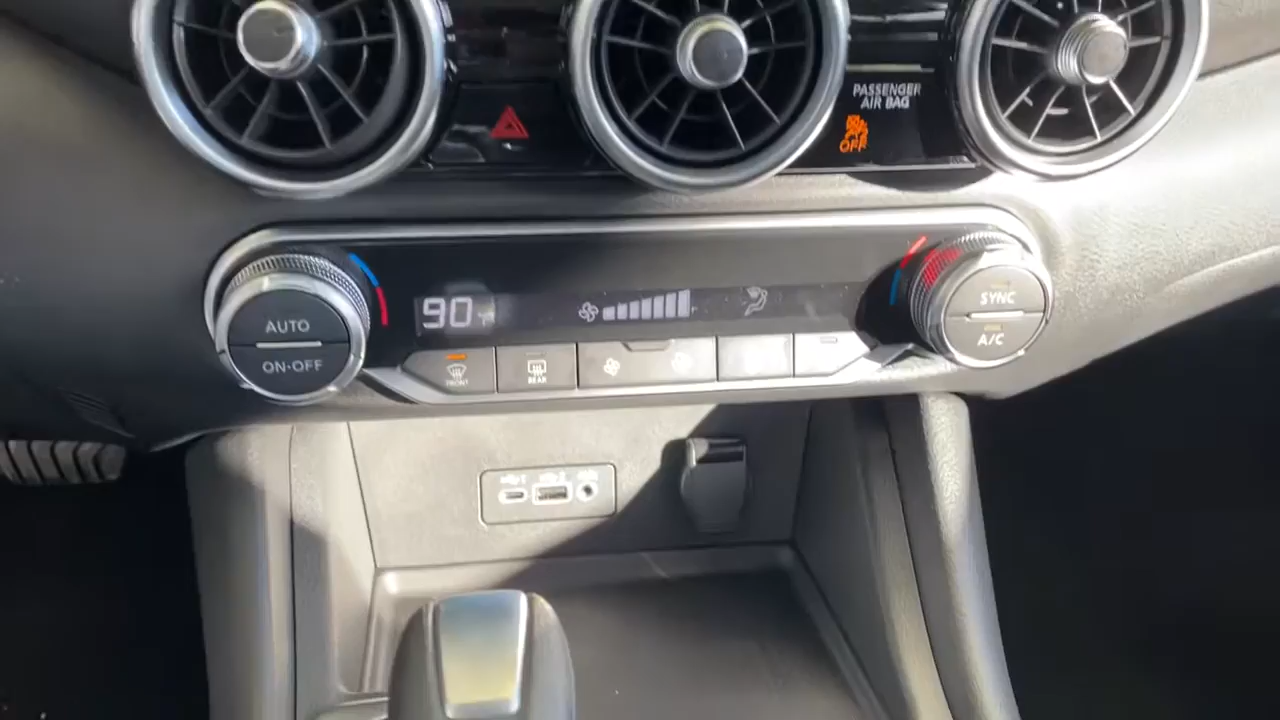 PASSENGER
AIR BAG
OFF
AUTO
ON·OFF
90°F
SYNC
A/C
FRONT
REAR